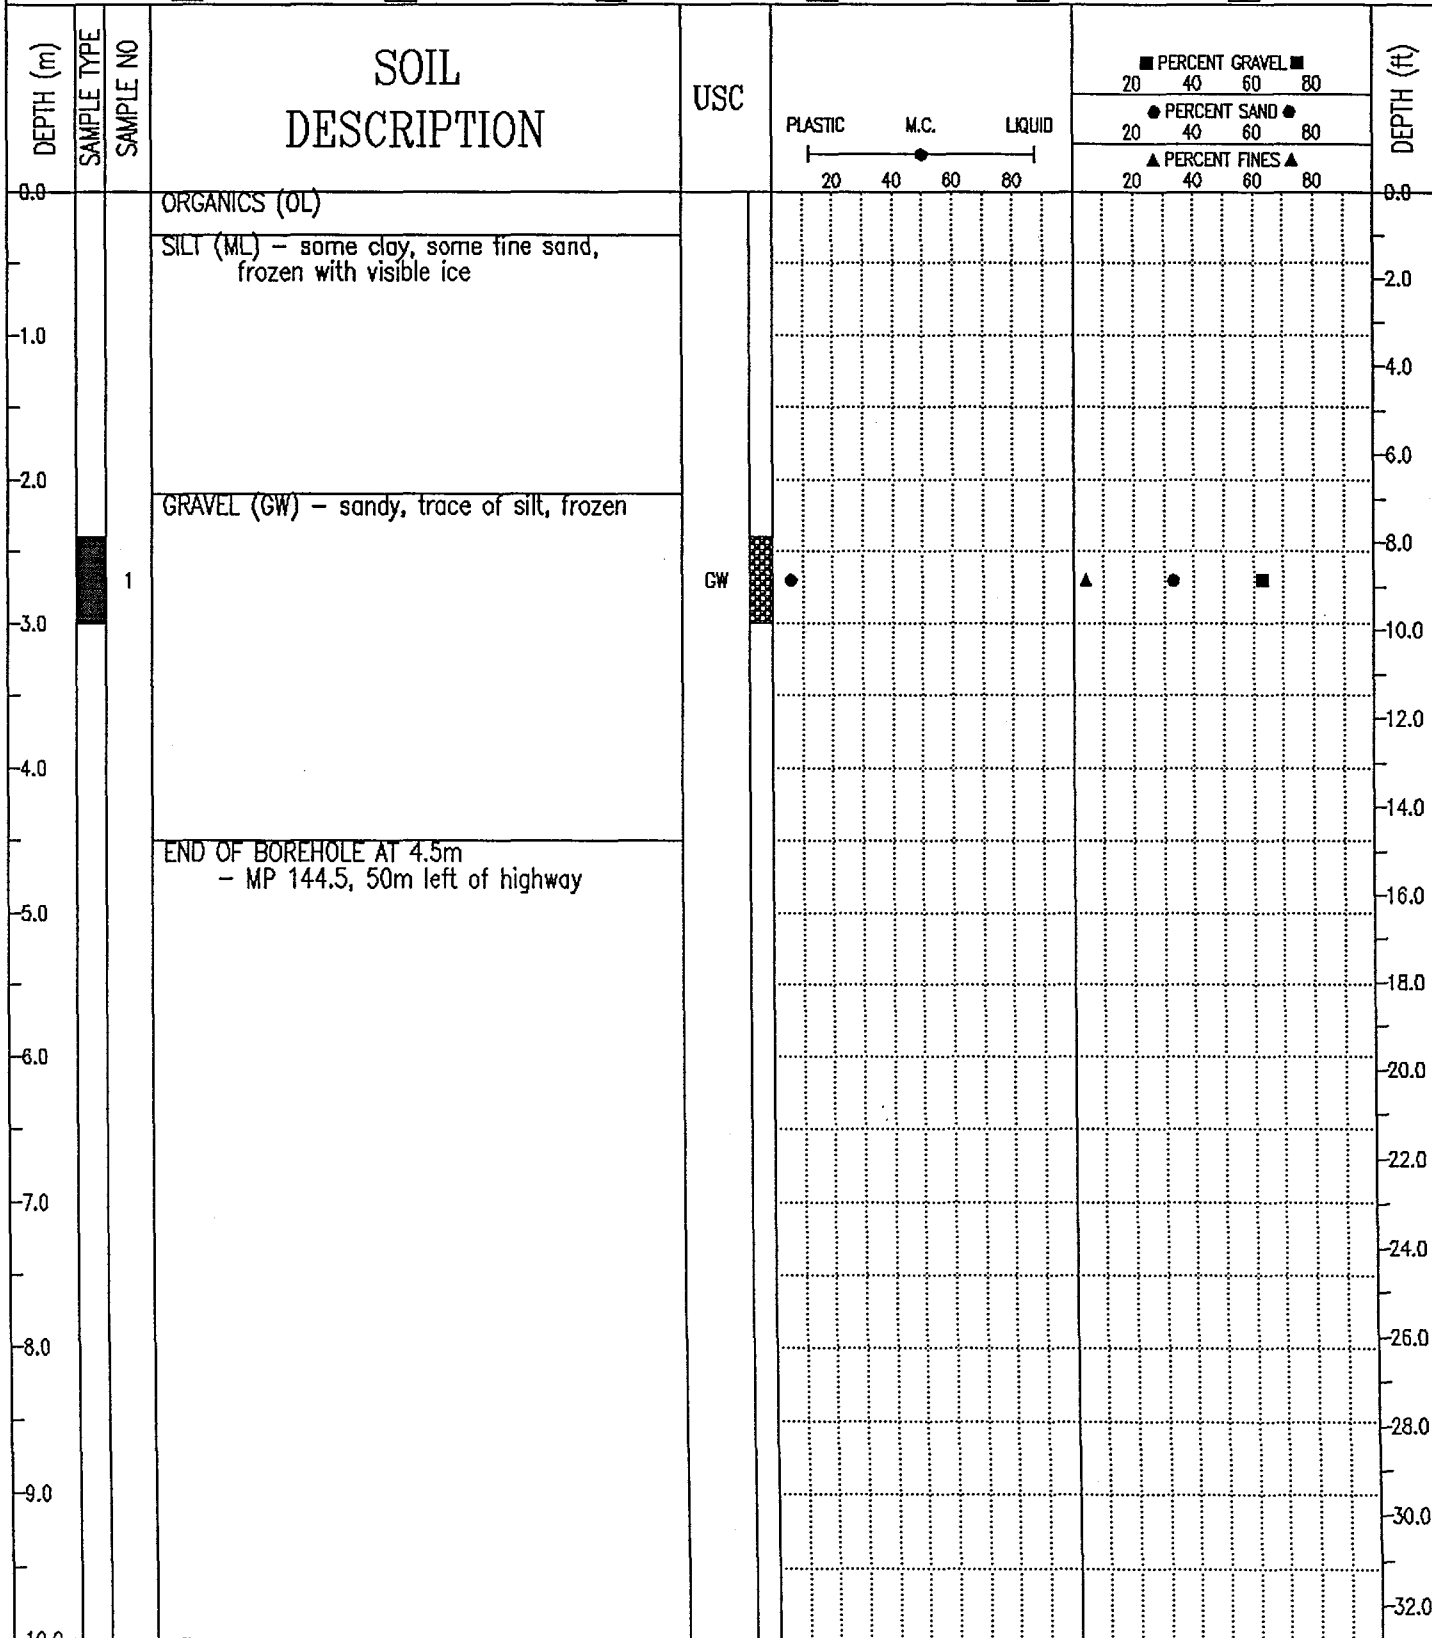 DEPTH (m)
SAMPLE TYPE
SAMPLE NO
SOIL
DESCRIPTION
USC
PLASTIC M.C. LIQUID
20 40 60 80
■ PERCENT GRAVEL ■
20 40 60 80
● PERCENT SAND ●
20 40 60 80
▲ PERCENT FINES ▲
20 40 60 80
DEPTH (ft)
0.0
1.0
2.0
3.0
4.0
5.0
6.0
7.0
8.0
9.0
10.0
ORGANICS (OL)
SILT (ML) – some clay, some fine sand,
frozen with visible ice
GRAVEL (GW) – sandy, trace of silt, frozen
1
GW
END OF BOREHOLE AT 4.5m
– MP 144.5, 50m left of highway
0.0
2.0
4.0
6.0
8.0
10.0
12.0
14.0
16.0
18.0
20.0
22.0
24.0
26.0
28.0
30.0
32.0